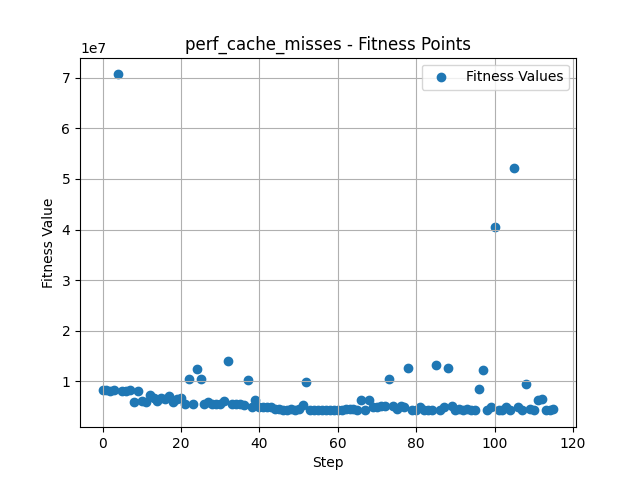 perf_cache_misses - Fitness Points
1e7
Fitness Values
7
6
5
4
3
2
1
Fitness Value
0 20 40 60 80 100 120
Step